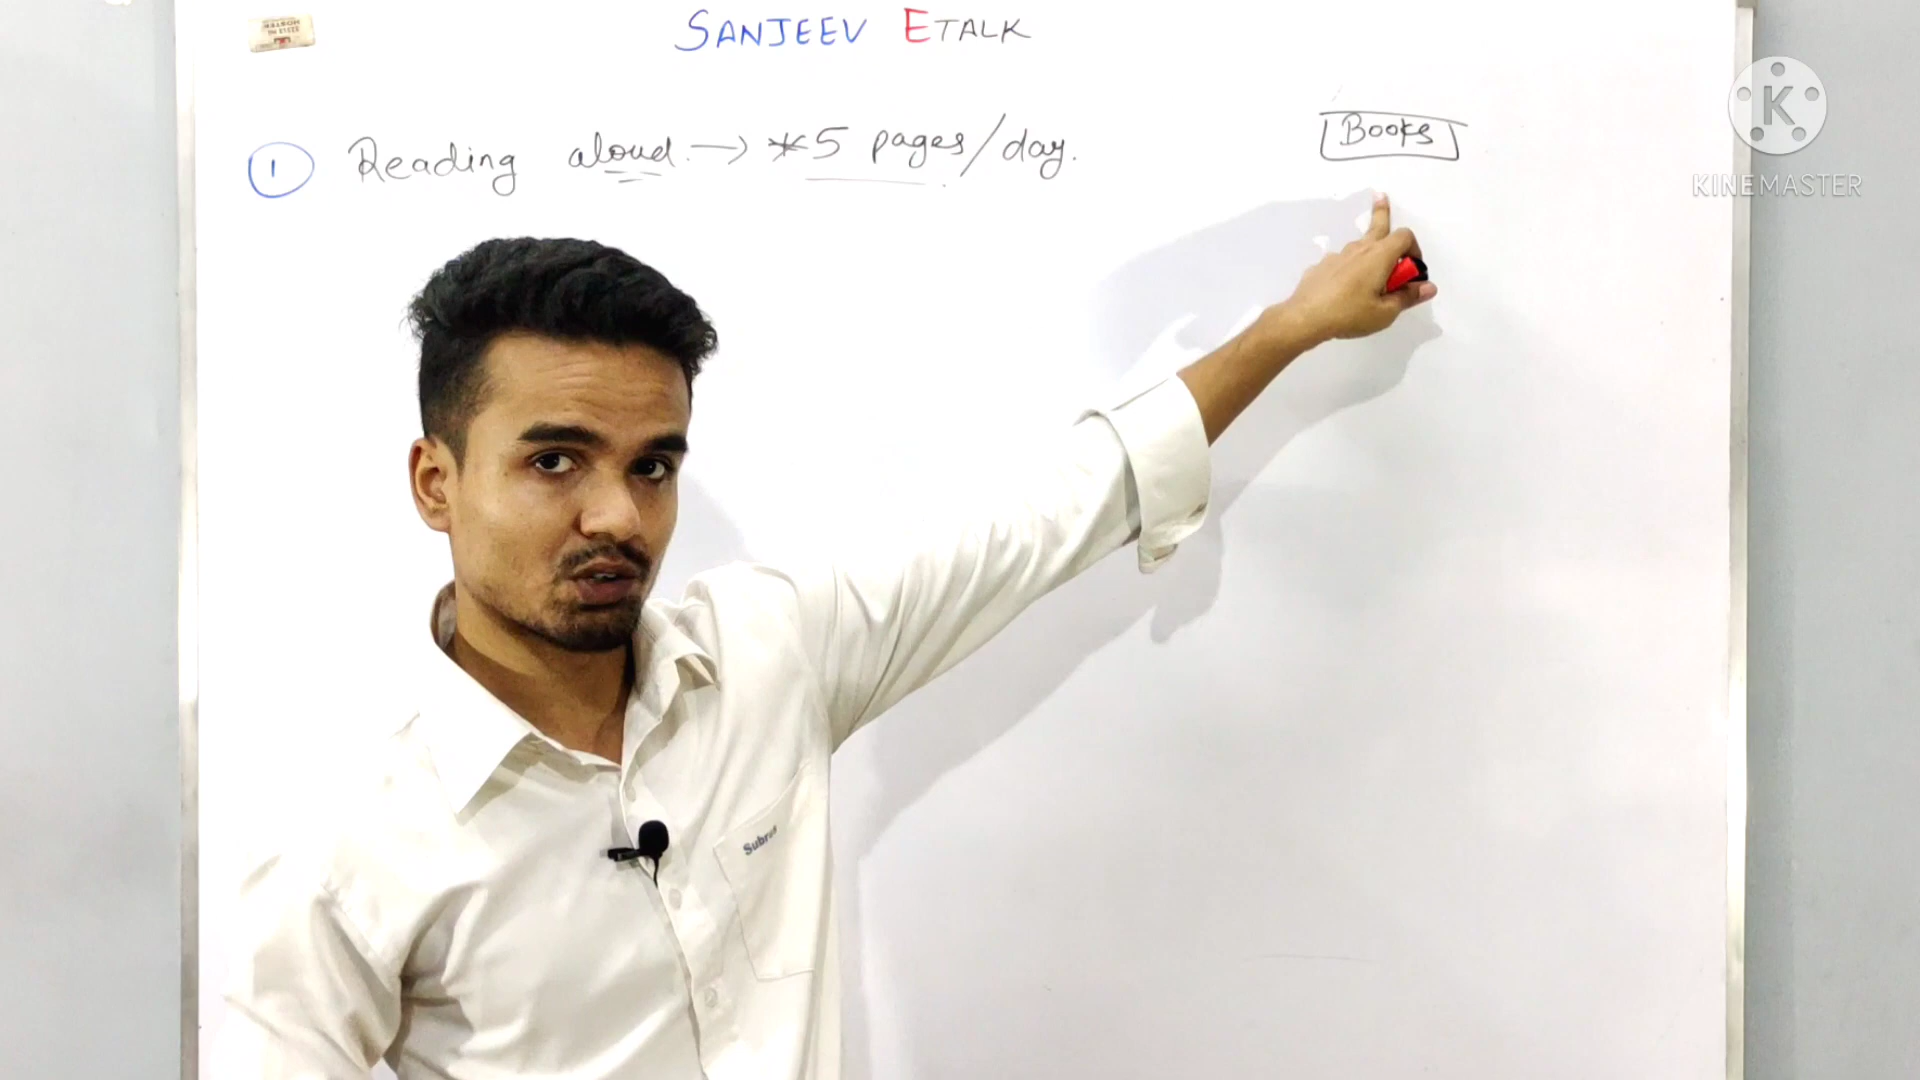 SANJEEV ETALK
1 Reading aloud. → *5 pages/day.
Books
K
KINEMASTER